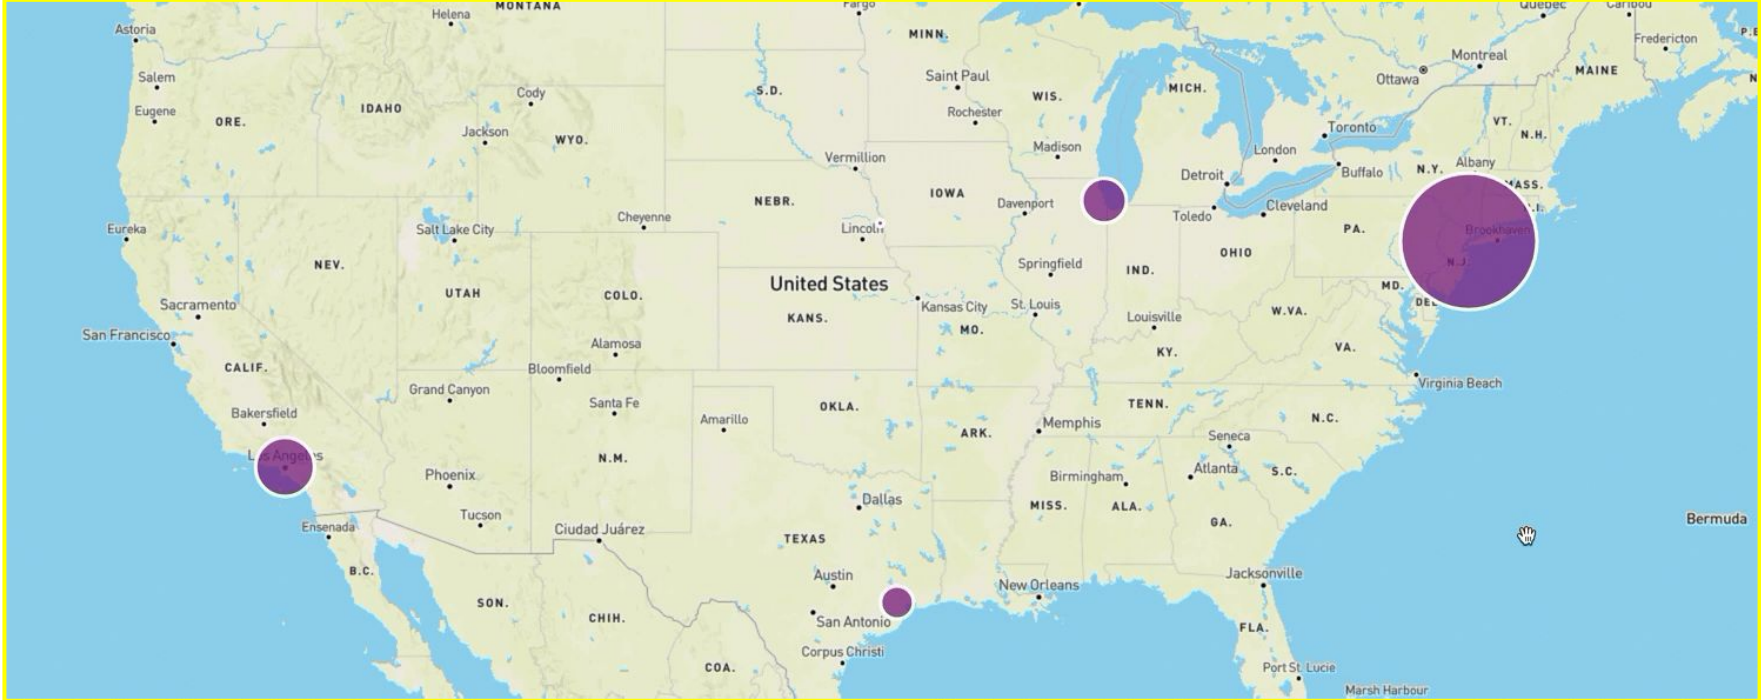 MONTANA
Fargo
Quebec
Caribou
Helena
Astoria
MINN.
Fredericton
Montreal
Salem
Saint Paul
Ottawa
MAINE
S.D.
MICH.
Cody
WIS.
IDAHO
Eugene
ORE.
Rochester
VT.
Jackson
WYO.
Toronto
N.H.
Madison
London
Vermillion
Albany
N.Y.
Buffalo
Detroit
MASS.
IOWA
NEBR.
Davenport
Cleveland
Toledo
Cheyenne
Eureka
Salt Lake City
Lincoln
PA.
Brookhaven
OHIO
NEV.
Springfield
IND.
N.J.
United States
MD.
UTAH
COLO.
DEL
Sacramento
Kansas City
St. Louis
W.VA.
KANS.
Louisville
MO.
San Francisco
Alamosa
VA.
KY.
CALIF.
Bloomfield
Virginia Beach
Grand Canyon
Santa Fe
TENN.
OKLA.
Bakersfield
Amarillo
N.C.
Memphis
ARK.
Seneca
Los Angeles
N.M.
Atlanta
S.C.
Phoenix
Birmingham
Dallas
MISS.
ALA.
Tucson
Bermuda
GA.
Ensenada
Ciudad Juárez
TEXAS
B.C.
Austin
Jacksonville
New Orleans
SON.
CHIH.
San Antonio
FLA.
Corpus Christi
COA.
Port St. Lucie
Marsh Harbour